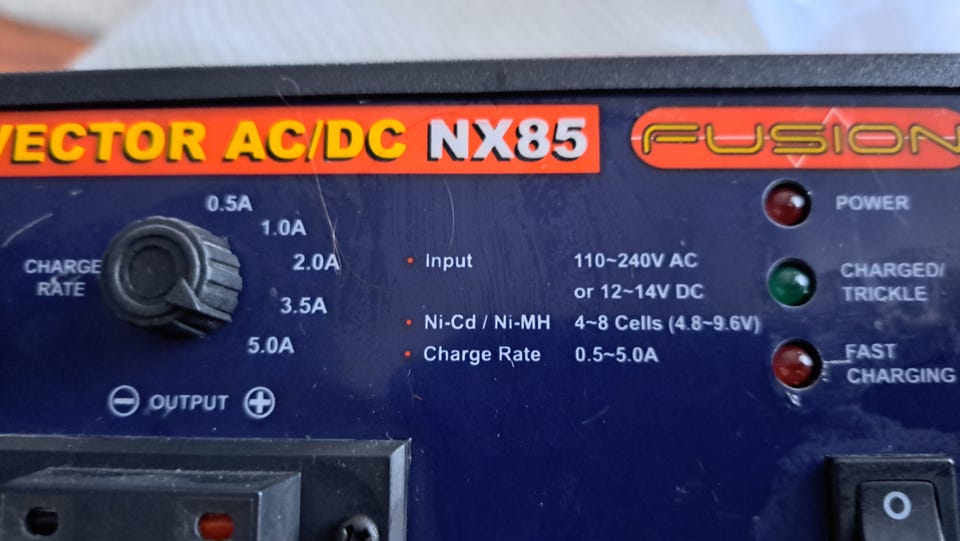 VECTOR AC/DC NX85
FUSION
0.5A
1.0A
2.0A
3.5A
5.0A
CHARGE
RATE
⊖ OUTPUT ⊕
• Input 110~240V AC
or 12~14V DC
• Ni-Cd / Ni-MH 4~8 Cells (4.8~9.6V)
• Charge Rate 0.5~5.0A
POWER
CHARGED/
TRICKLE
FAST
CHARGING
O